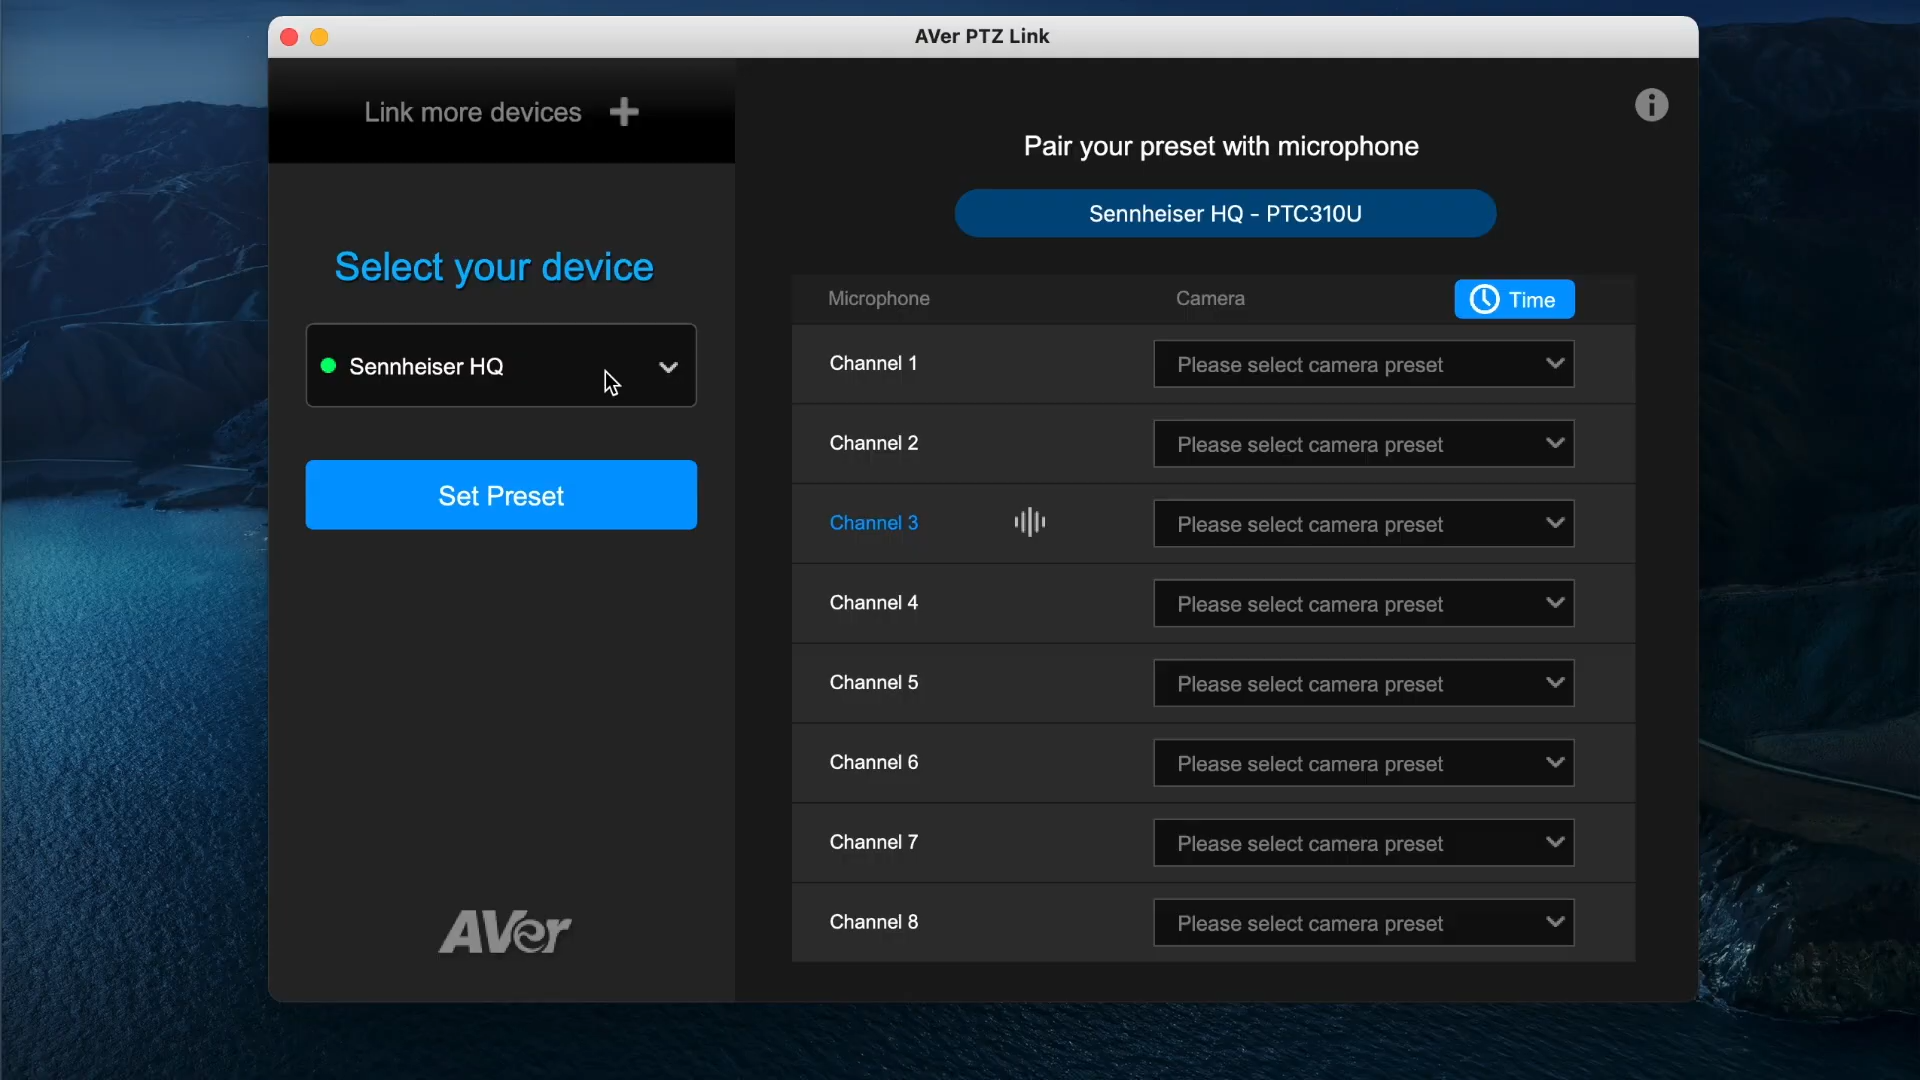 AVer PTZ Link
Link more devices
Select your device
Sennheiser HQ
Set Preset
AVer
Pair your preset with microphone
Sennheiser HQ - PTC310U
Microphone Camera Time
Channel 1 Please select camera preset
Channel 2 Please select camera preset
Channel 3 Please select camera preset
Channel 4 Please select camera preset
Channel 5 Please select camera preset
Channel 6 Please select camera preset
Channel 7 Please select camera preset
Channel 8 Please select camera preset